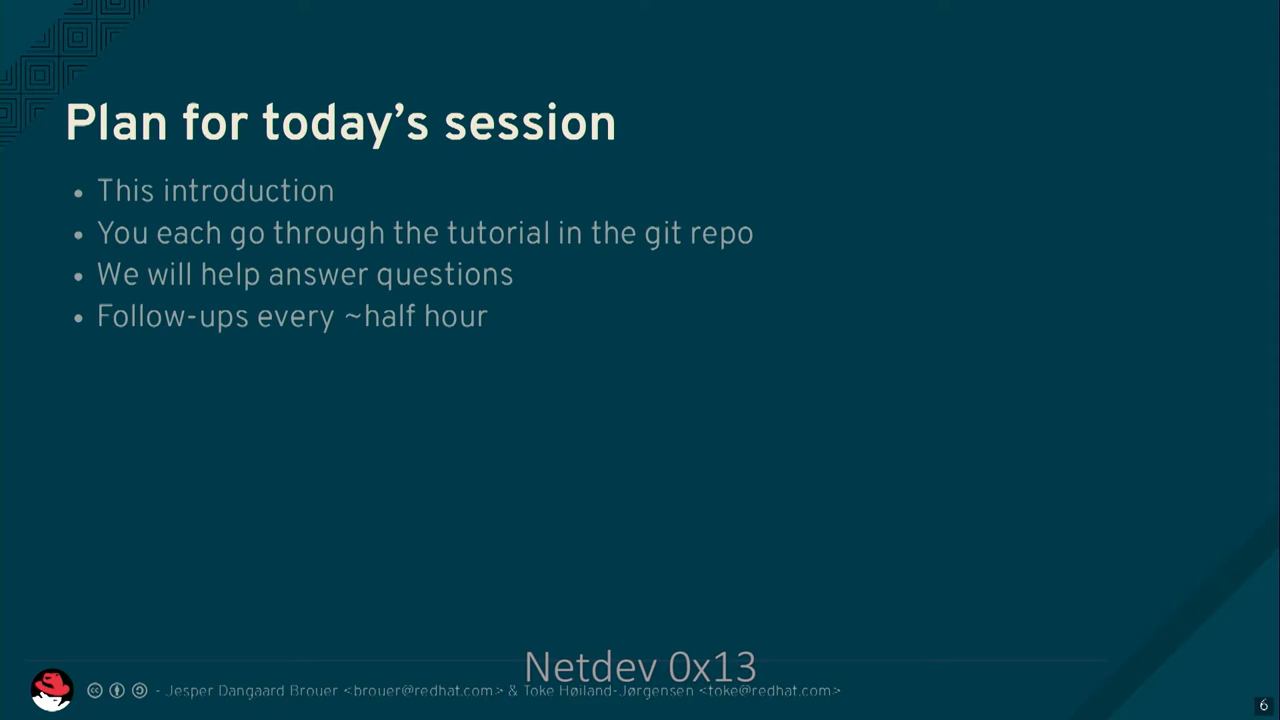 Plan for today’s session
• This introduction
• You each go through the tutorial in the git repo
• We will help answer questions
• Follow-ups every ~half hour
Netdev 0x13
- Jesper Dangaard Brouer <brouer@redhat.com> & Toke Høiland-Jørgensen <toke@redhat.com>
6